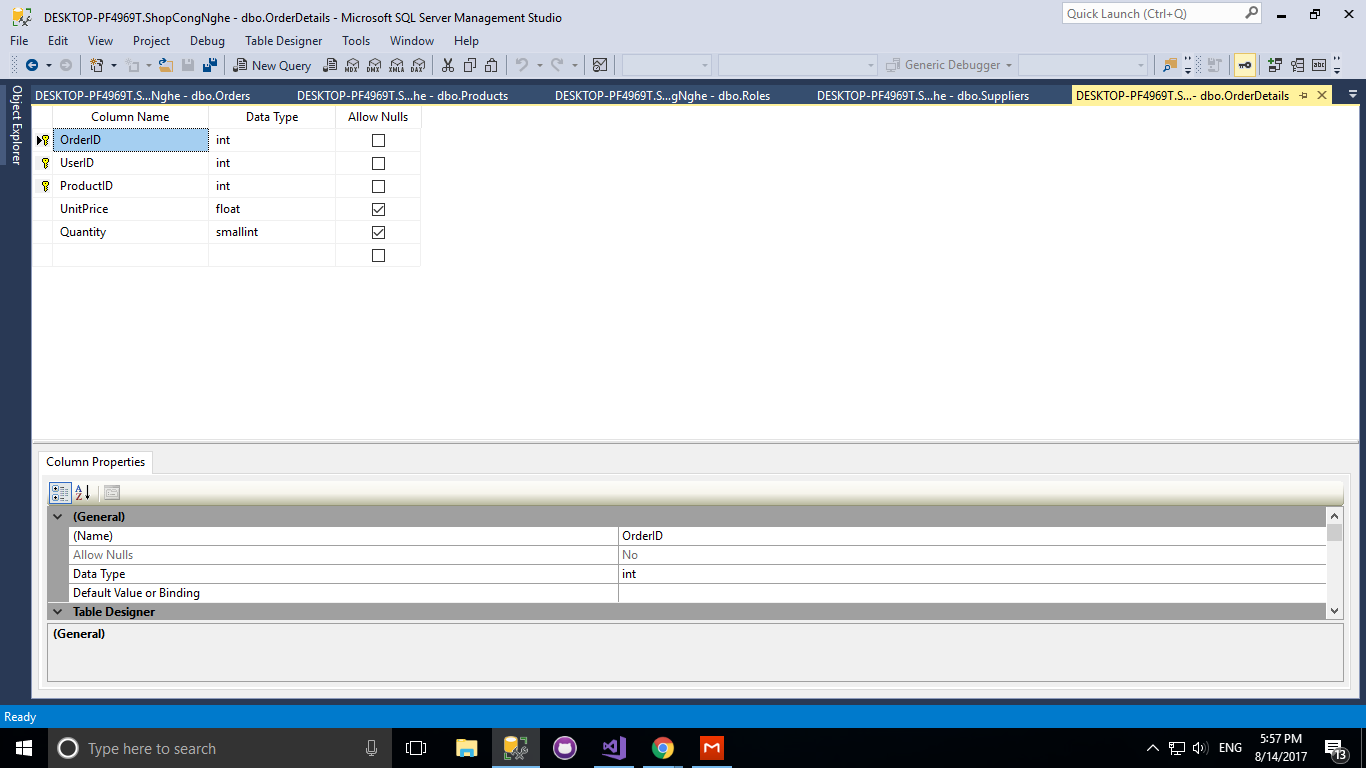 DESKTOP-PF4969T.ShopCongNghe - dbo.OrderDetails - Microsoft SQL Server Management Studio
Quick Launch (Ctrl+Q)
File Edit View Project Debug Table Designer Tools Window Help
New Query MDX DMX XMLA DAX Generic Debugger
Object Explorer
DESKTOP-PF4969T.S...Nghe - dbo.Orders DESKTOP-PF4969T.S...he - dbo.Products DESKTOP-PF4969T.S...gNghe - dbo.Roles DESKTOP-PF4969T.S...he - dbo.Suppliers DESKTOP-PF4969T.S...- dbo.OrderDetails
Column Name Data Type Allow Nulls
OrderID int
UserID int
ProductID int
UnitPrice float
Quantity smallint
Column Properties
(General)
(Name) OrderID
Allow Nulls No
Data Type int
Default Value or Binding
Table Designer
(General)
Ready
Type here to search
ENG
5:57 PM
8/14/2017
13